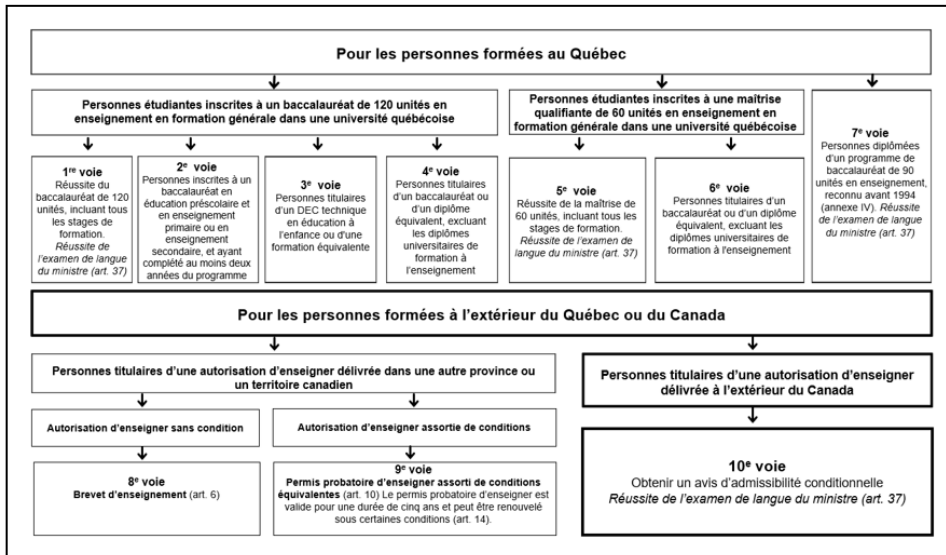 Pour les personnes formées au Québec
Personnes étudiantes inscrites à un baccalauréat de 120 unités en
enseignement en formation générale dans une université québécoise
Personnes étudiantes inscrites à une maîtrise
qualifiante de 60 unités en enseignement en
formation générale dans une université québécoise
7e voie
Personnes diplômées
d'un programme de
baccalauréat de 90
unités en enseignement,
reconnu avant 1994
(annexe IV). Réussite
de l'examen de langue
du ministre (art. 37)
1re voie
Réussite du
baccalauréat de 120
unités, incluant tous
les stages de
formation.
Réussite de
l'examen de langue
du ministre (art. 37)
2e voie
Personnes inscrites à un
baccalauréat en
éducation préscolaire et
en enseignement
primaire ou en
enseignement
secondaire, et ayant
complété au moins deux
années du programme
3e voie
Personnes titulaires
d'un DEC technique
en éducation à
l'enfance ou d'une
formation équivalente
4e voie
Personnes titulaires
d'un baccalauréat ou
d'un diplôme
équivalent, excluant
les diplômes
universitaires de
formation à
l'enseignement
5e voie
Réussite de la maîtrise
de 60 unités, incluant tous
les stages de formation.
Réussite de l'examen de
langue du ministre (art. 37)
6e voie
Personnes titulaires d'un
baccalauréat ou d'un diplôme
équivalent, excluant les
diplômes universitaires de
formation à l'enseignement
Pour les personnes formées à l'extérieur du Québec ou du Canada
Personnes titulaires d'une autorisation d'enseigner délivrée dans une autre province ou
un territoire canadien
Personnes titulaires d'une autorisation d'enseigner
délivrée à l'extérieur du Canada
Autorisation d'enseigner sans condition
Autorisation d'enseigner assortie de conditions
8e voie
Brevet d'enseignement (art. 6)
9e voie
Permis probatoire d'enseigner assorti de conditions
équivalentes (art. 10) Le permis probatoire d'enseigner est
valide pour une durée de cinq ans et peut être renouvelé
sous certaines conditions (art. 14).
10e voie
Obtenir un avis d'admissibilité conditionnelle
Réussite de l'examen de langue du ministre (art. 37)